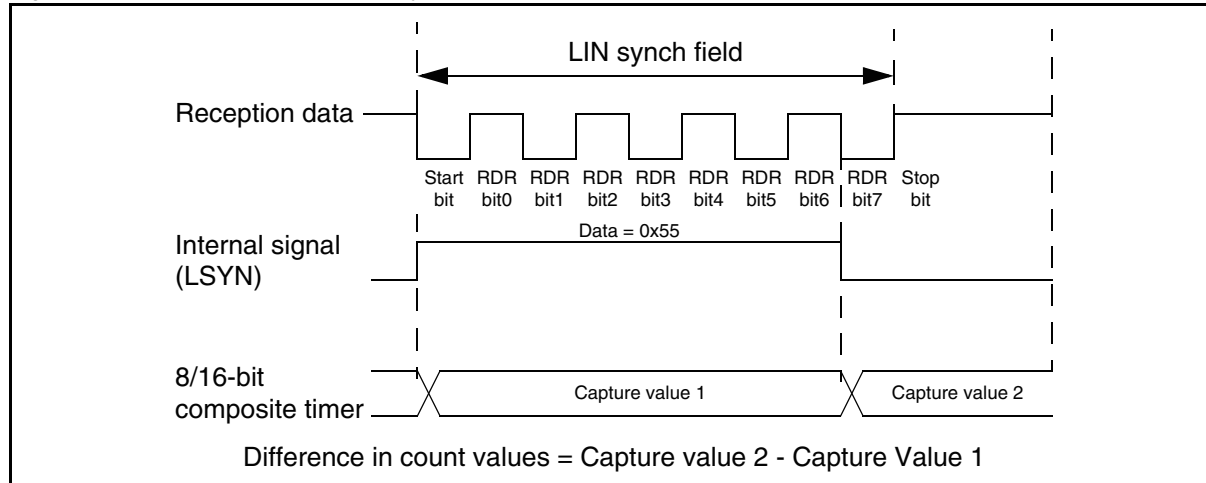 LIN synch field
Reception data
Start RDR RDR RDR RDR RDR RDR RDR RDR Stop
bit bit0 bit1 bit2 bit3 bit4 bit5 bit6 bit7 bit
Data = 0x55
Internal signal
(LSYN)
8/16-bit
composite timer
Capture value 1
Capture value 2
Difference in count values = Capture value 2 - Capture Value 1